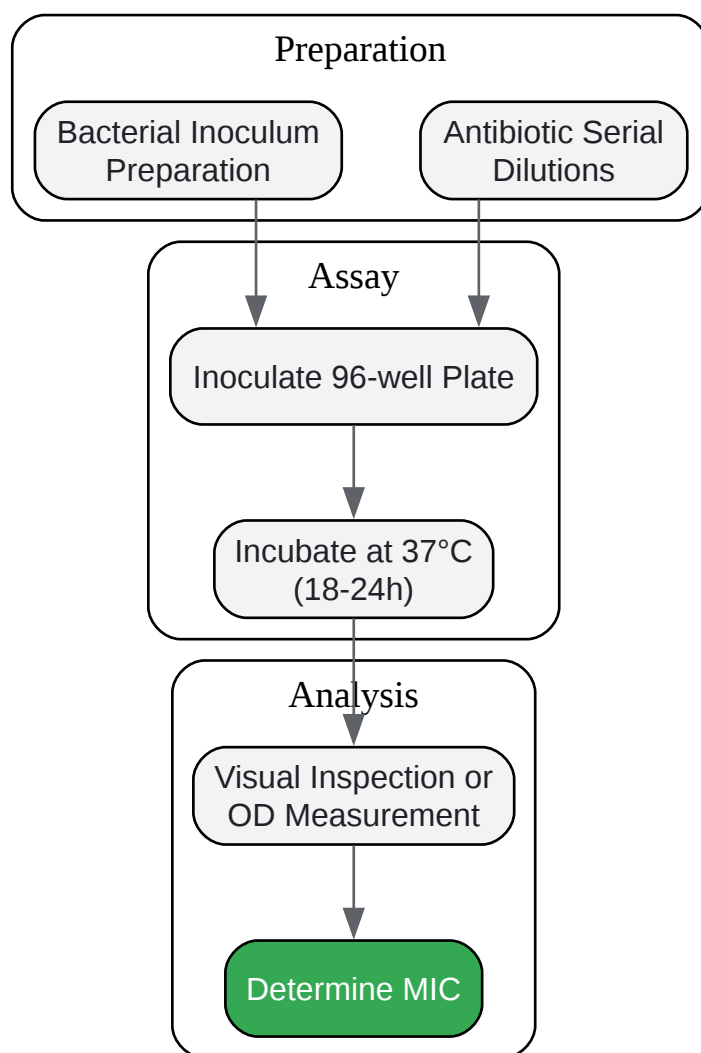 Preparation
Bacterial Inoculum
Preparation
Antibiotic Serial
Dilutions
Assay
Inoculate 96-well Plate
Incubate at 37°C
(18-24h)
Analysis
Visual Inspection or
OD Measurement
Determine MIC